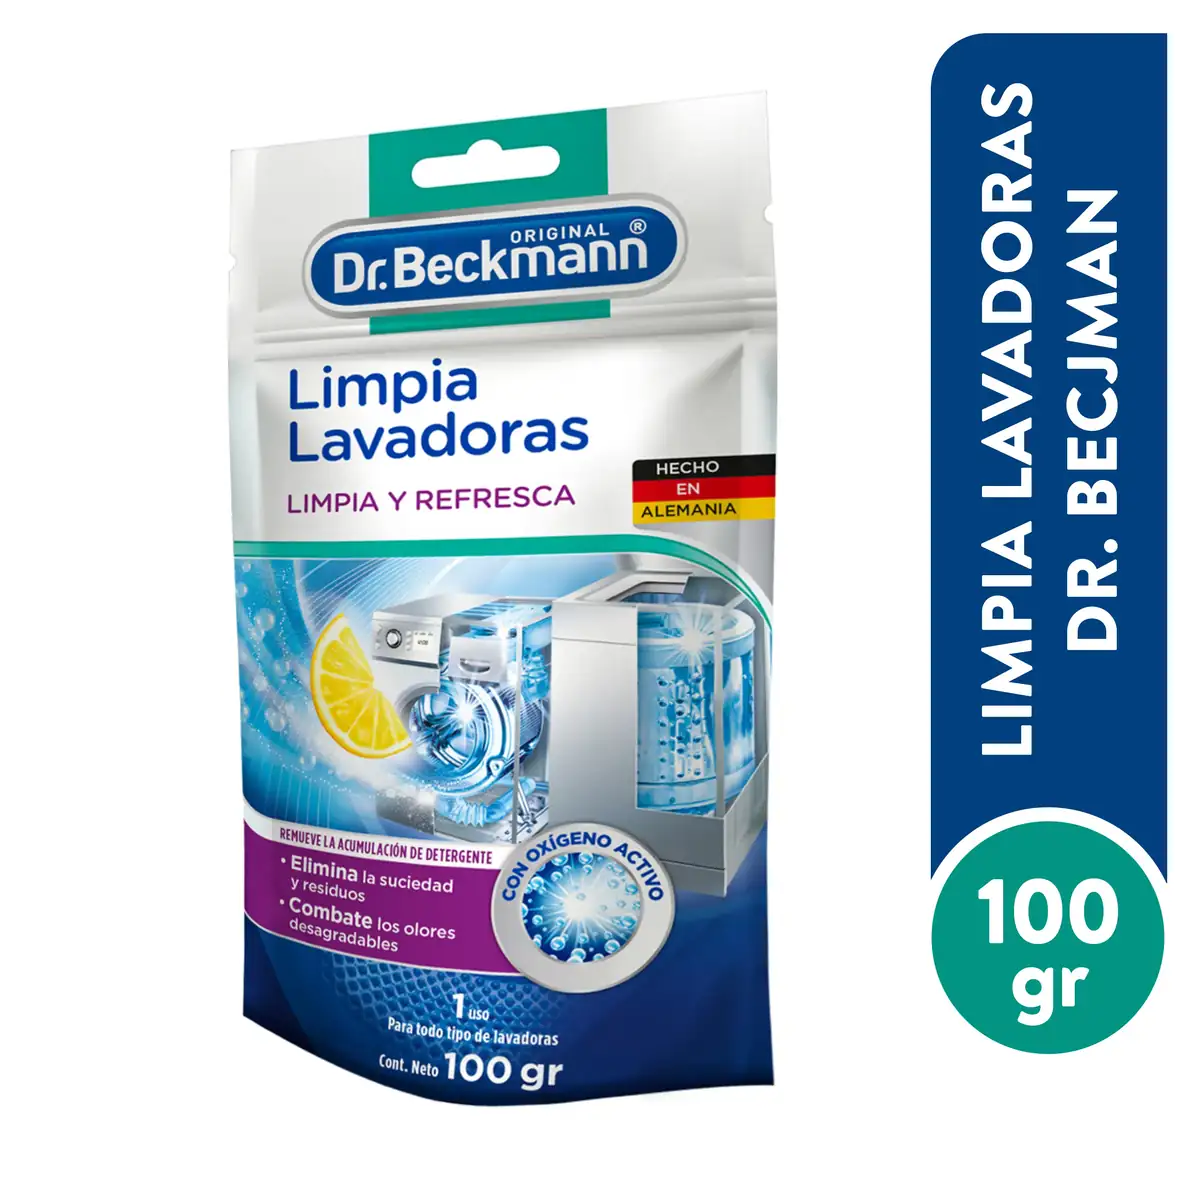 ORIGINAL
Dr.Beckmann®
Limpia
Lavadoras
LIMPIA Y REFRESCA
HECHO
EN
ALEMANIA
REMUEVE LA ACUMULACIÓN DE DETERGENTE
• Elimina la suciedad
y residuos
• Combate los olores
desagradables
CON OXÍGENO ACTIVO
1 uso
Para todo tipo de lavadoras
Cont. Neto 100 gr
LIMPIA LAVADORAS
DR. BECJMAN
100
gr